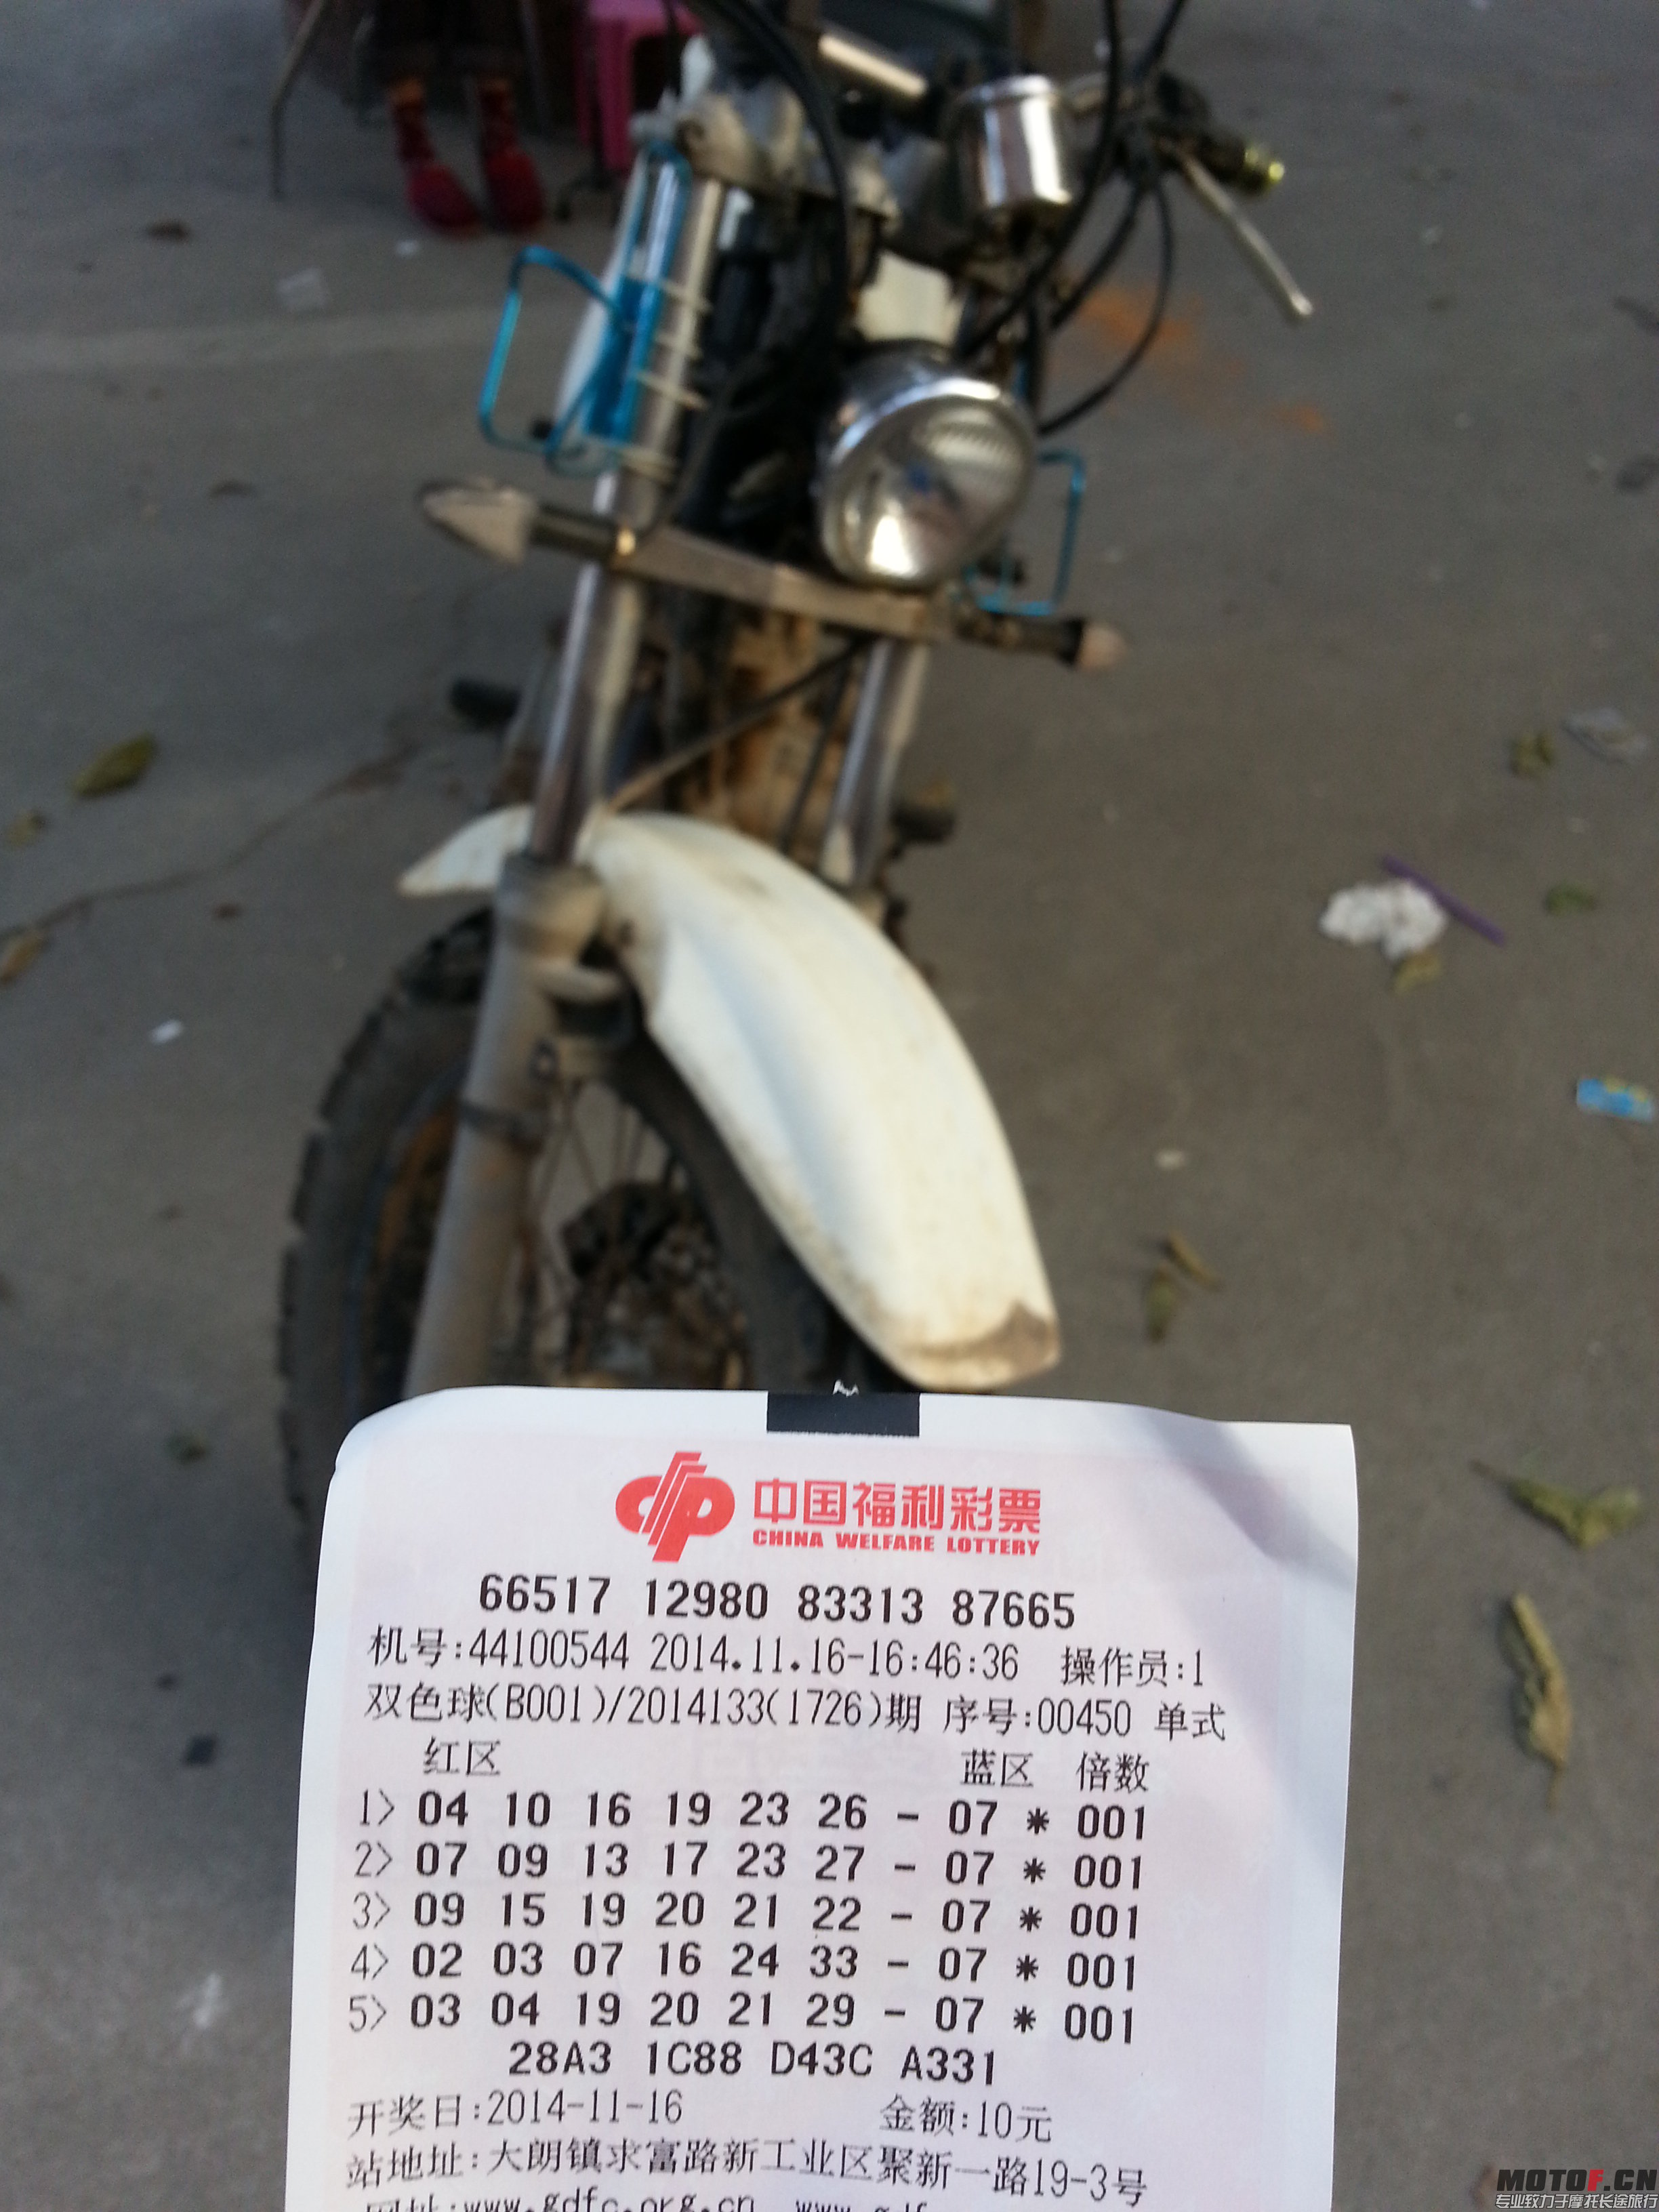 中国福利彩票
CHINA WELFARE LOTTERY
66517 12980 83313 87665
机号:44100544 2014.11.16-16:46:36 操作员:1
双色球(B001)/2014133(1726)期 序号:00450 单式
红区 蓝区 倍数
1> 04 10 16 19 23 26 - 07 * 001
2> 07 09 13 17 23 27 - 07 * 001
3> 09 15 19 20 21 22 - 07 * 001
4> 02 03 07 16 24 33 - 07 * 001
5> 03 04 19 20 21 29 - 07 * 001
28A3 1C88 D43C A331
开奖日:2014-11-16 金额:10元
站地址:大朗镇求富路新工业区聚新一路19-3号
网址:www.gdfc.org.cn
MOTOF.CN
专业致力于摩托长途旅行